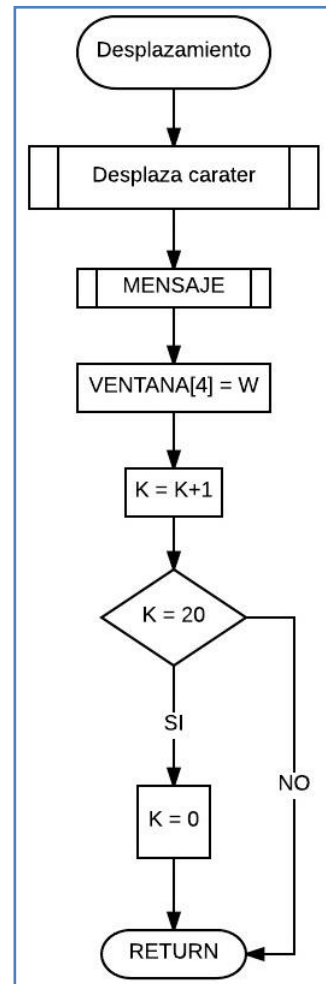 Desplazamiento
Desplaza carater
MENSAJE
VENTANA[4] = W
K = K+1
K = 20
SI
NO
K = 0
RETURN